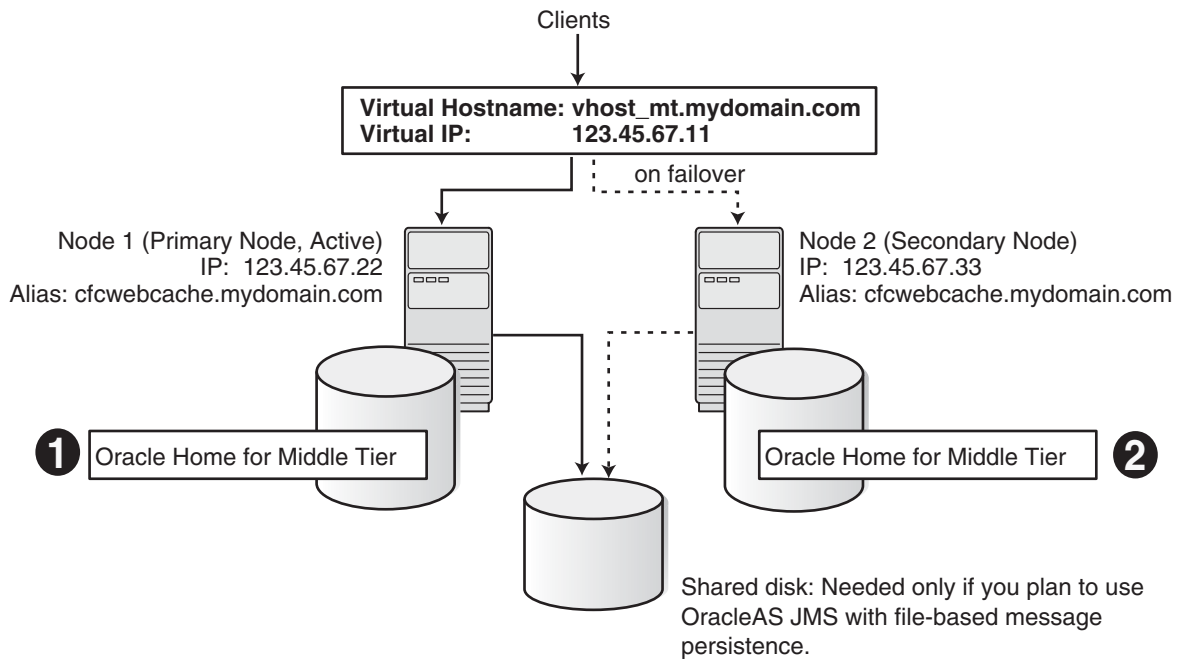 Clients
Virtual Hostname: vhost_mt.mydomain.com
Virtual IP: 123.45.67.11
on failover
Node 1 (Primary Node, Active)
IP: 123.45.67.22
Alias: cfcwebcache.mydomain.com
Node 2 (Secondary Node)
IP: 123.45.67.33
Alias: cfcwebcache.mydomain.com
1 Oracle Home for Middle Tier
Oracle Home for Middle Tier 2
Shared disk: Needed only if you plan to use
OracleAS JMS with file-based message
persistence.